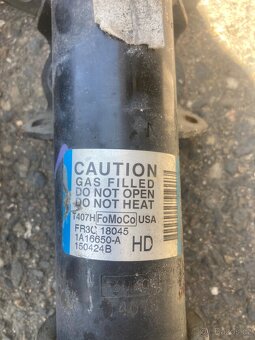 CAUTION
GAS FILLED
DO NOT OPEN
DO NOT HEAT
T407H FoMoCo USA
FR3C 18045
1A16650-A
150424B HD